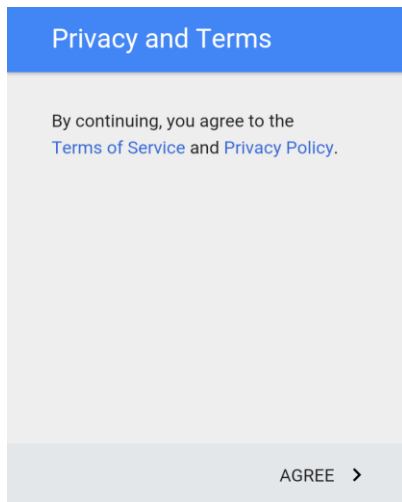 Privacy and Terms
By continuing, you agree to the
Terms of Service and Privacy Policy.
AGREE